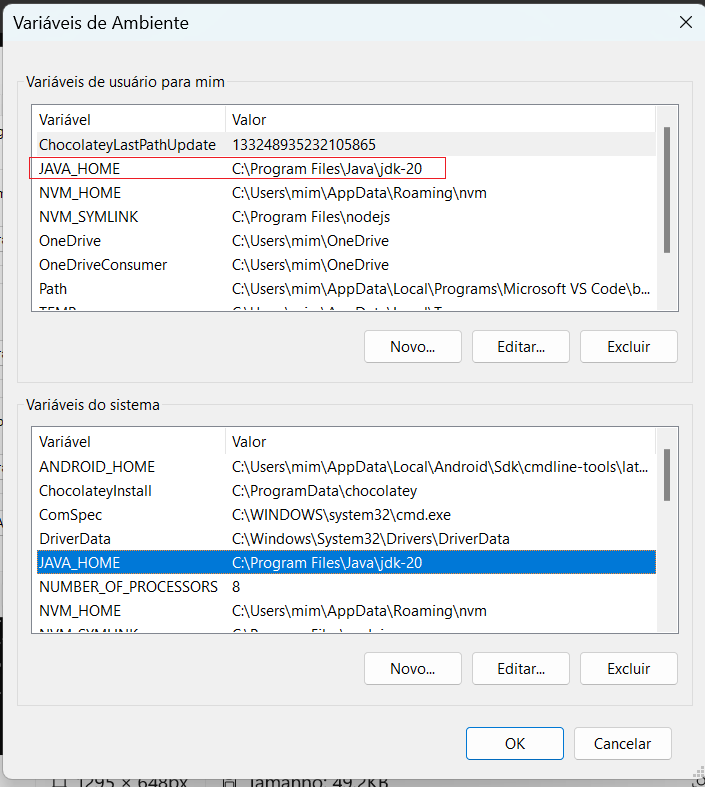 Variáveis de Ambiente
Variáveis de usuário para mim
Variável Valor
ChocolateyLastPathUpdate 133248935232105865
JAVA_HOME C:\Program Files\Java\jdk-20
NVM_HOME C:\Users\mim\AppData\Roaming\nvm
NVM_SYMLINK C:\Program Files\nodejs
OneDrive C:\Users\mim\OneDrive
OneDriveConsumer C:\Users\mim\OneDrive
Path C:\Users\mim\AppData\Local\Programs\Microsoft VS Code\b...
Novo... Editar... Excluir
Variáveis do sistema
Variável Valor
ANDROID_HOME C:\Users\mim\AppData\Local\Android\Sdk\cmdline-tools\lat...
ChocolateyInstall C:\ProgramData\chocolatey
ComSpec C:\WINDOWS\system32\cmd.exe
DriverData C:\Windows\System32\Drivers\DriverData
JAVA_HOME C:\Program Files\Java\jdk-20
NUMBER_OF_PROCESSORS 8
NVM_HOME C:\Users\mim\AppData\Roaming\nvm
Novo... Editar... Excluir
OK Cancelar
1295 × 648px Tamanho: 49,2KB